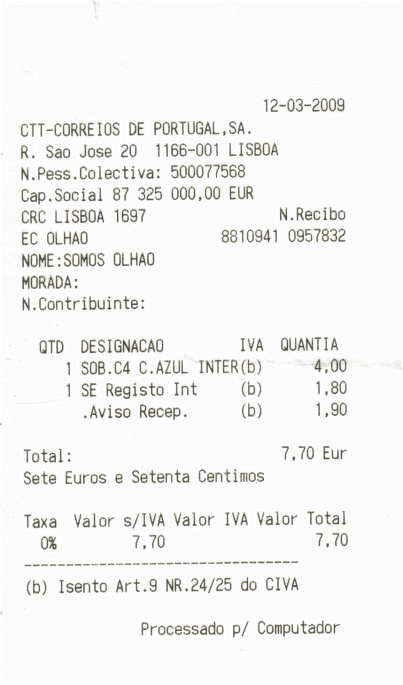 12-03-2009
CTT-CORREIOS DE PORTUGAL,SA.
R. Sao Jose 20 1166-001 LISBOA
N.Pess.Colectiva: 500077568
Cap.Social 87 325 000,00 EUR
CRC LISBOA 1697 N.Recibo
EC OLHAO 8810941 0957832
NOME:SOMOS OLHAO
MORADA:
N.Contribuinte:
QTD DESIGNACAO IVA QUANTIA
1 SOB.C4 C.AZUL INTER(b) 4,00
1 SE Registo Int (b) 1,80
.Aviso Recep. (b) 1,90
Total: 7,70 Eur
Sete Euros e Setenta Centimos
Taxa Valor s/IVA Valor IVA Valor Total
0% 7,70 7,70
---------------------------------
(b) Isento Art.9 NR.24/25 do CIVA
Processado p/ Computador